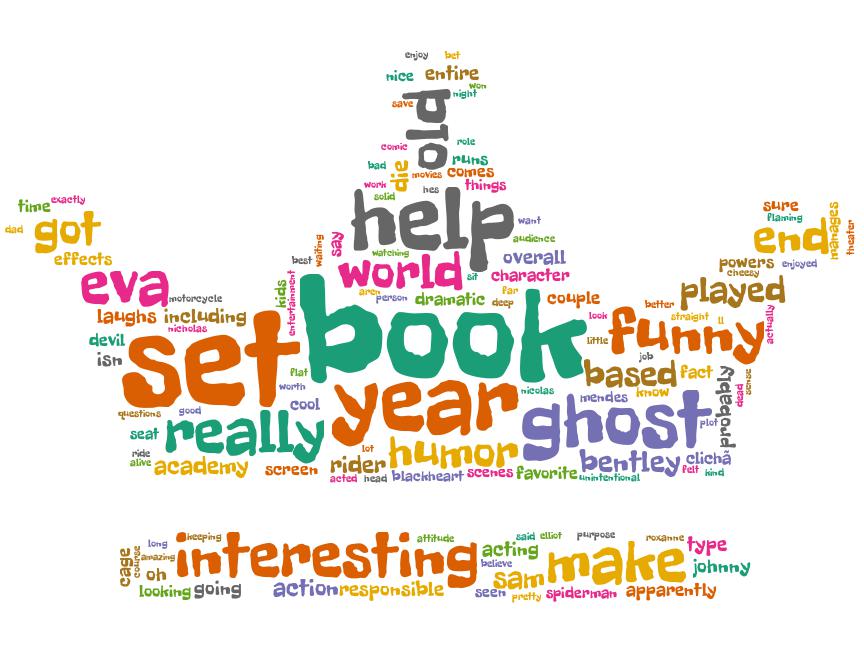 enjoy bet
nice entire
won
save old night
comic role
bad die runs
movies comes
work hes things
solid
time exactly
dad got
effects
help want
say audience
waiting watching
best world sit overall
character
aren person dramatic far deep couple
sure
flaming
end manages theater
powers enjoyed
cheesy
played
eva motorcycle
kids entertainment
laughs including
nicholas
devil
isn
set book
look funny better straight ll actually
little
job
flat
worth
year nicolas
based fact
know
mendes
probably dead sense
cool
questions good
seat really
ghost plot
ride
alive academy screen
lot
rider humor
acted head blackheart scenes favorite
bentley clichã
unintentional felt kind
cage course long keeping
amazing
oh
interesting attitude
looking going
action responsible
acting said elliot purpose
believe
sam make roxanne type
johnny
seen pretty spiderman apparently